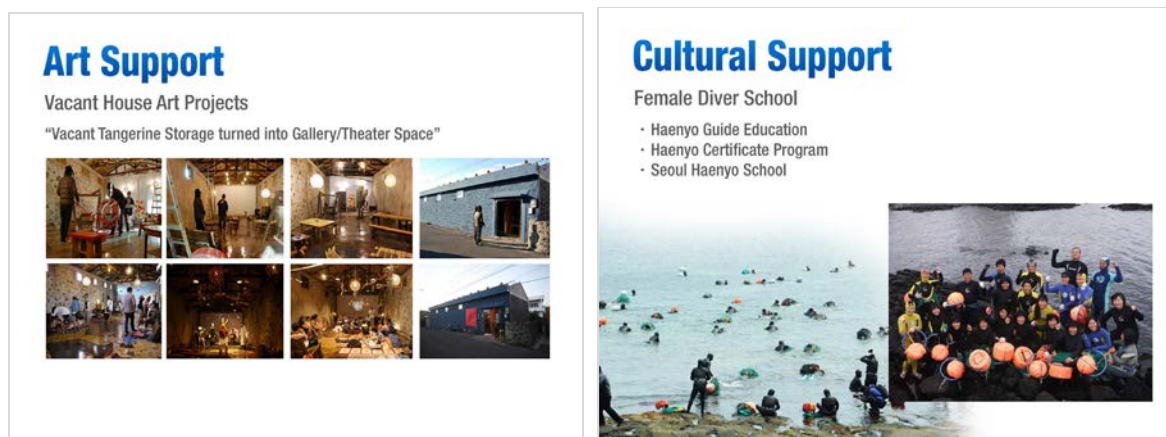 Art Support
Vacant House Art Projects
“Vacant Tangerine Storage turned into Gallery/Theater Space”
Cultural Support
Female Diver School
· Haenyo Guide Education
· Haenyo Certificate Program
· Seoul Haenyo School